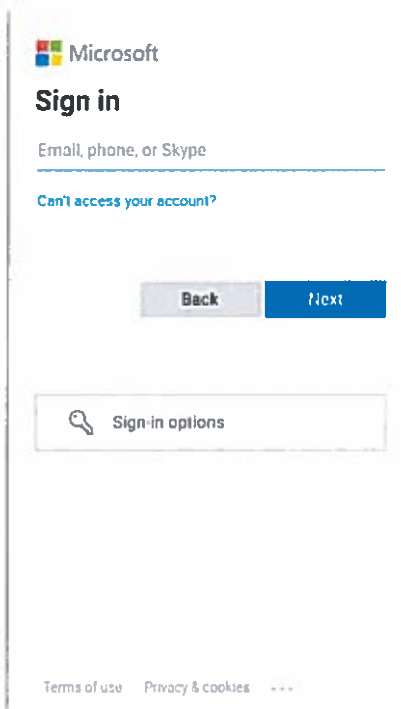 Microsoft
Sign in
Email, phone, or Skype
Can't access your account?
Back Next
Sign-in options
Terms of use Privacy & cookies ...